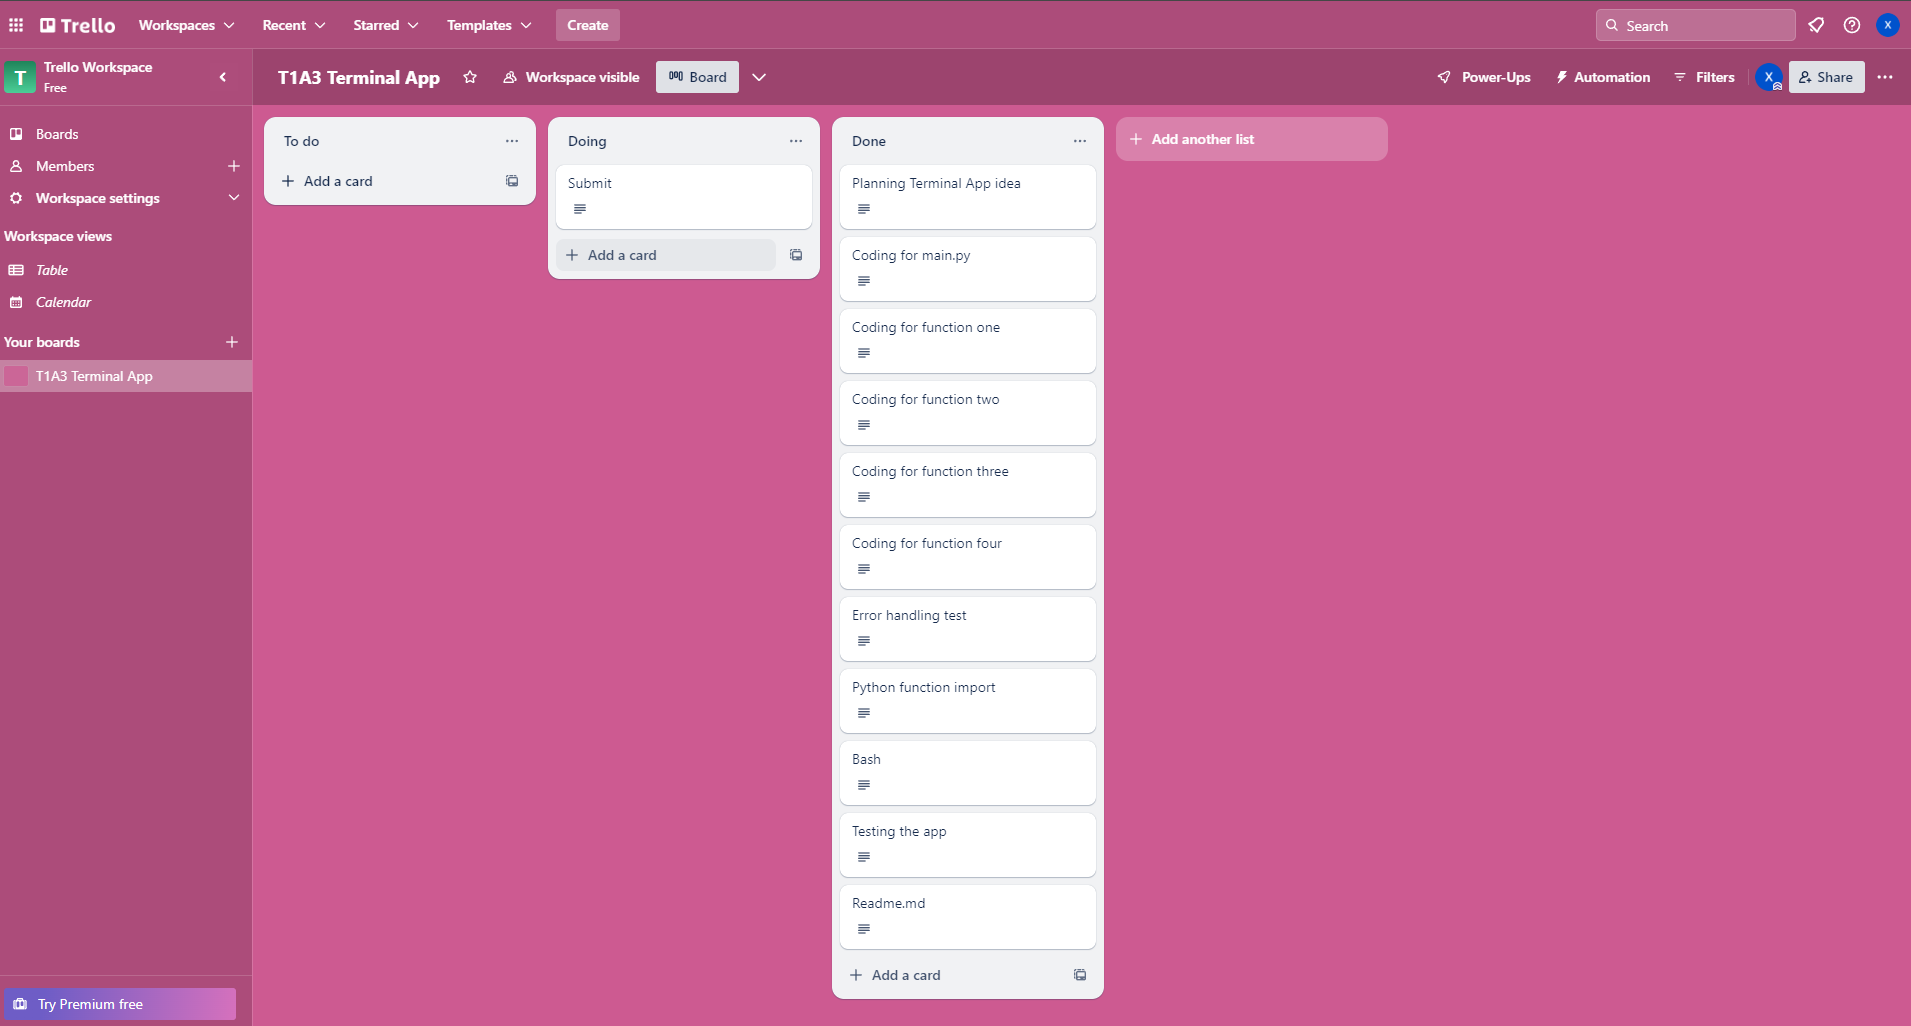 Trello
Workspaces
Recent
Starred
Templates
Create
Search
X
T
Trello Workspace
Free
T1A3 Terminal App
Workspace visible
Board
Power-Ups
Automation
Filters
X
Share
Boards
Members
Workspace settings
Workspace views
Table
Calendar
Your boards
T1A3 Terminal App
Try Premium free
To do
Add a card
Doing
Submit
Add a card
Done
Planning Terminal App idea
Coding for main.py
Coding for function one
Coding for function two
Coding for function three
Coding for function four
Error handling test
Python function import
Bash
Testing the app
Readme.md
Add a card
Add another list